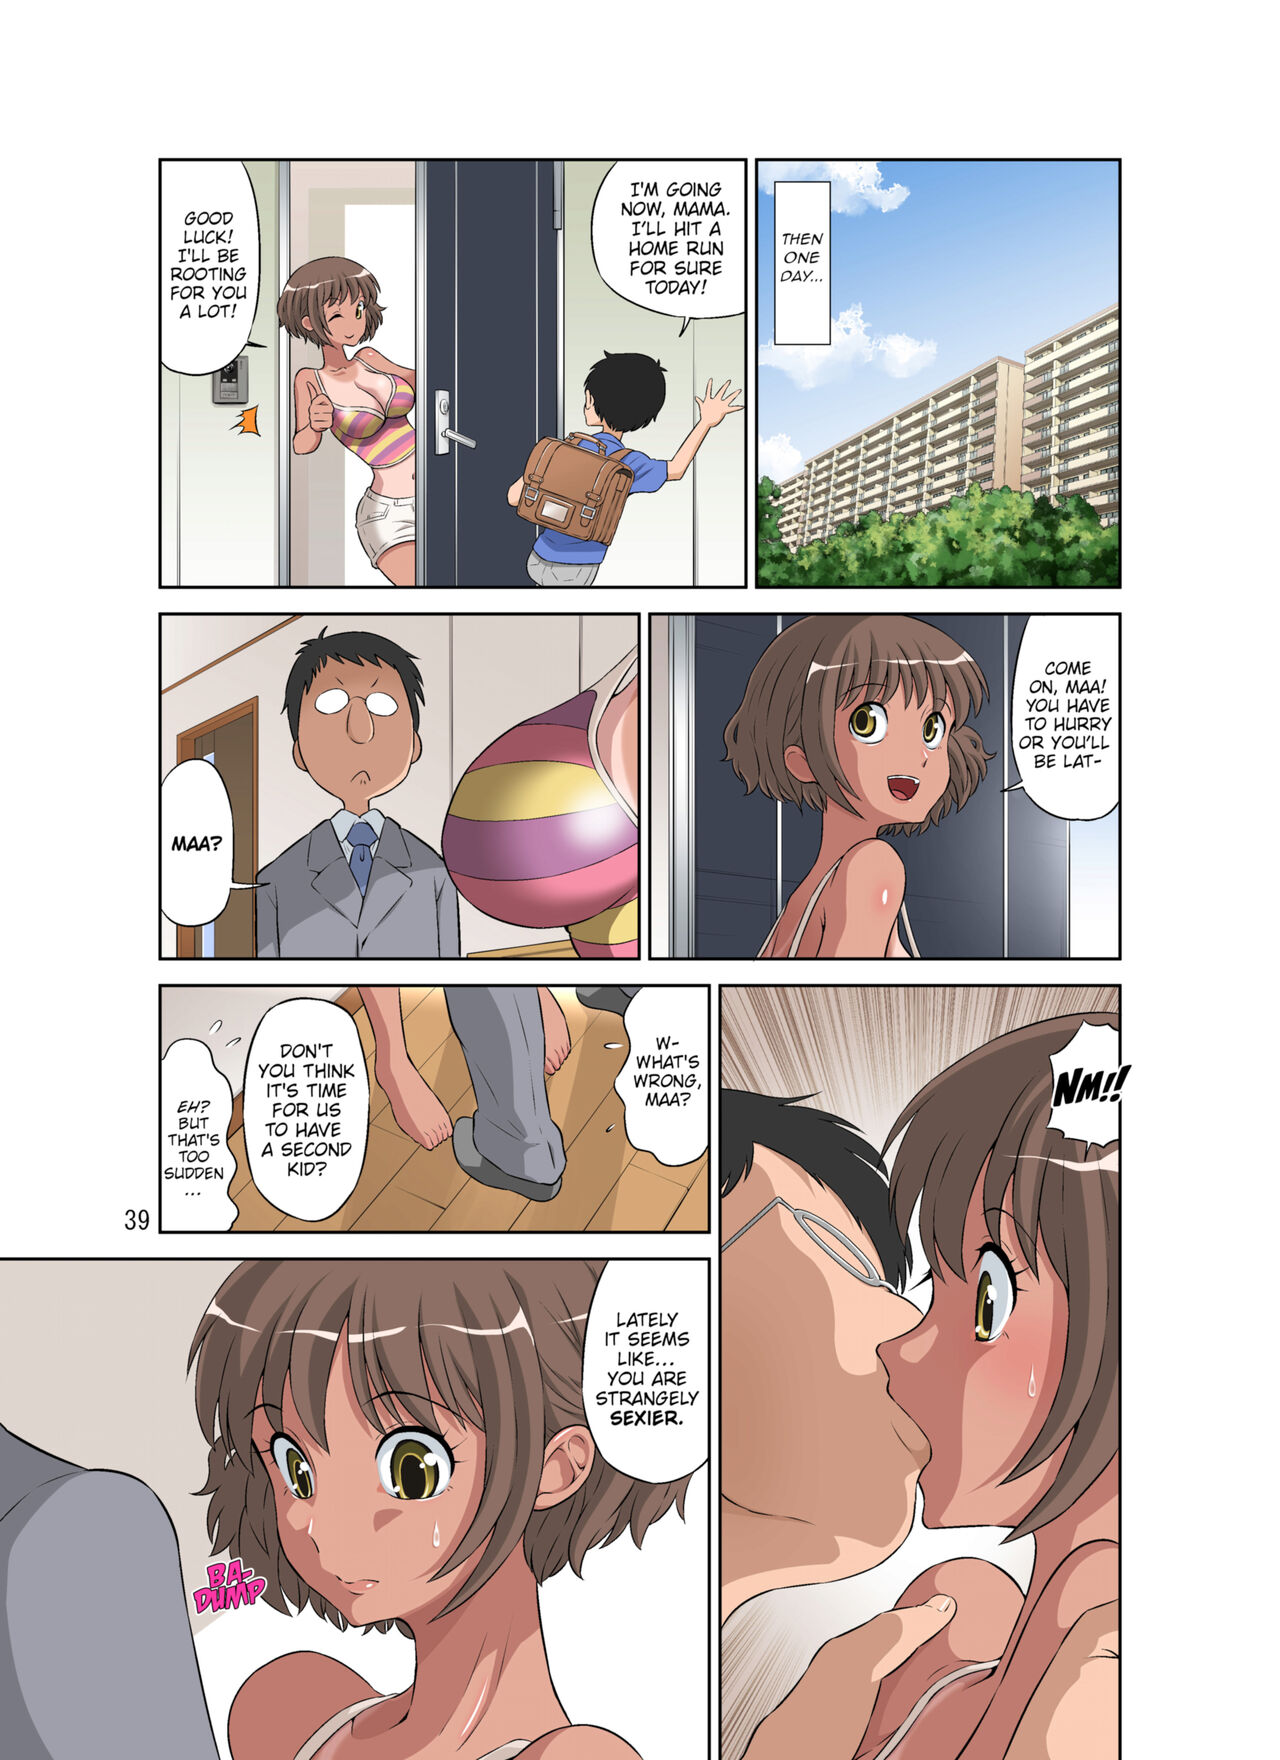 THEN
ONE
DAY...
I'M GOING
NOW, MAMA.
I'LL HIT A
HOME RUN
FOR SURE
TODAY!
GOOD
LUCK!
I'LL BE
ROOTING
FOR YOU
A LOT!
COME
ON, MAA!
YOU HAVE
TO HURRY
OR YOU'LL
BE LAT-
MAA?
NM!!
W-
WHAT'S
WRONG,
MAA?
DON'T
YOU THINK
IT'S TIME
FOR US
TO HAVE
A SECOND
KID?
EH?
BUT
THAT'S
TOO
SUDDEN
...
LATELY
IT SEEMS
LIKE...
YOU ARE
STRANGELY
SEXIER.
BA-
DUMP
39